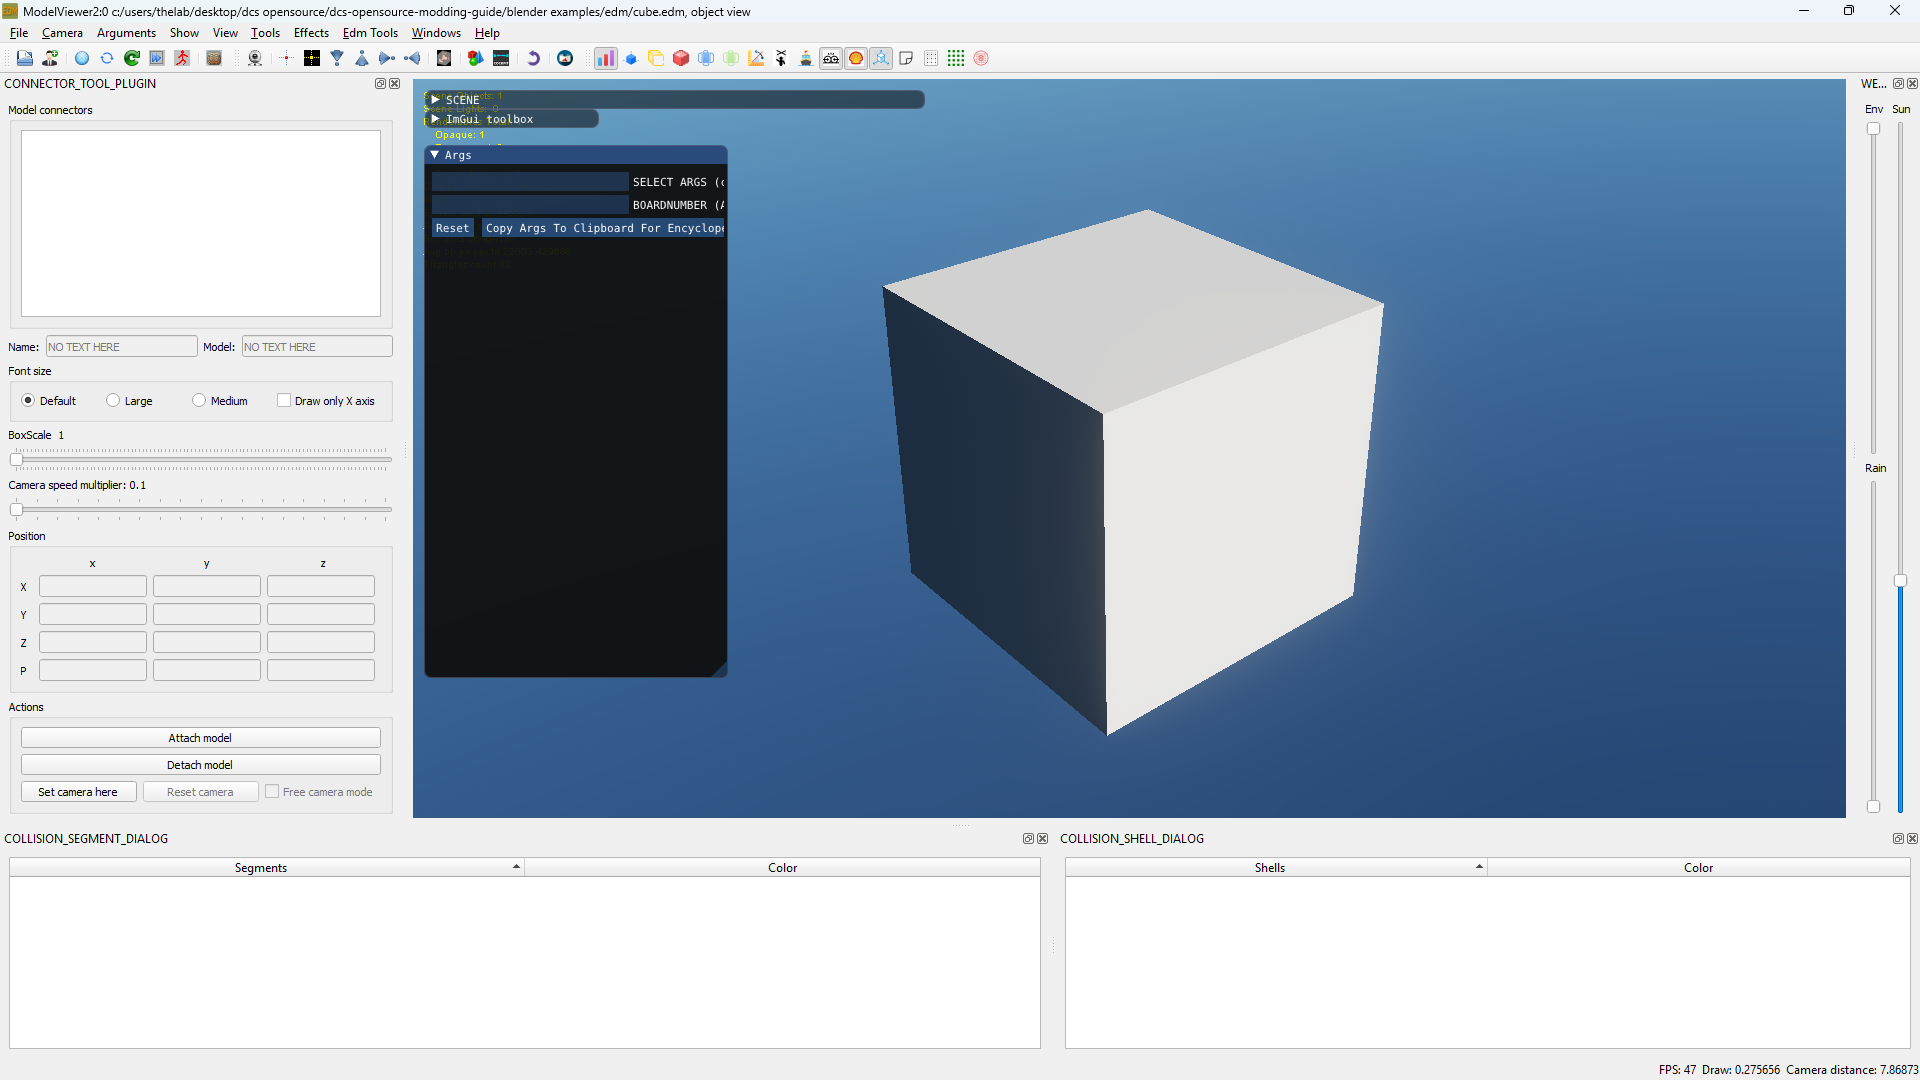 ModelViewer2:0 c:/users/thelab/desktop/dcs opensource/dcs-opensource-modding-guide/blender examples/edm/cube.edm, object view
File Camera Arguments Show View Tools Effects Edm Tools Windows Help
CONNECTOR_TOOL_PLUGIN
Model connectors
Name: NO TEXT HERE Model: NO TEXT HERE
Font size
Default Large Medium Draw only X axis
BoxScale 1
Camera speed multiplier: 0.1
Position
x y z
X
Y
Z
P
Actions
Attach model
Detach model
Set camera here Reset camera Free camera mode
SCENE
ImGui toolbox
Opaque: 1
Args
SELECT ARGS (
BOARDNUMBER (
Reset Copy Args To Clipboard For Encyclope
WE...
Env Sun
Rain
COLLISION_SEGMENT_DIALOG
Segments Color
COLLISION_SHELL_DIALOG
Shells Color
FPS: 47 Draw: 0.275656 Camera distance: 7.86873